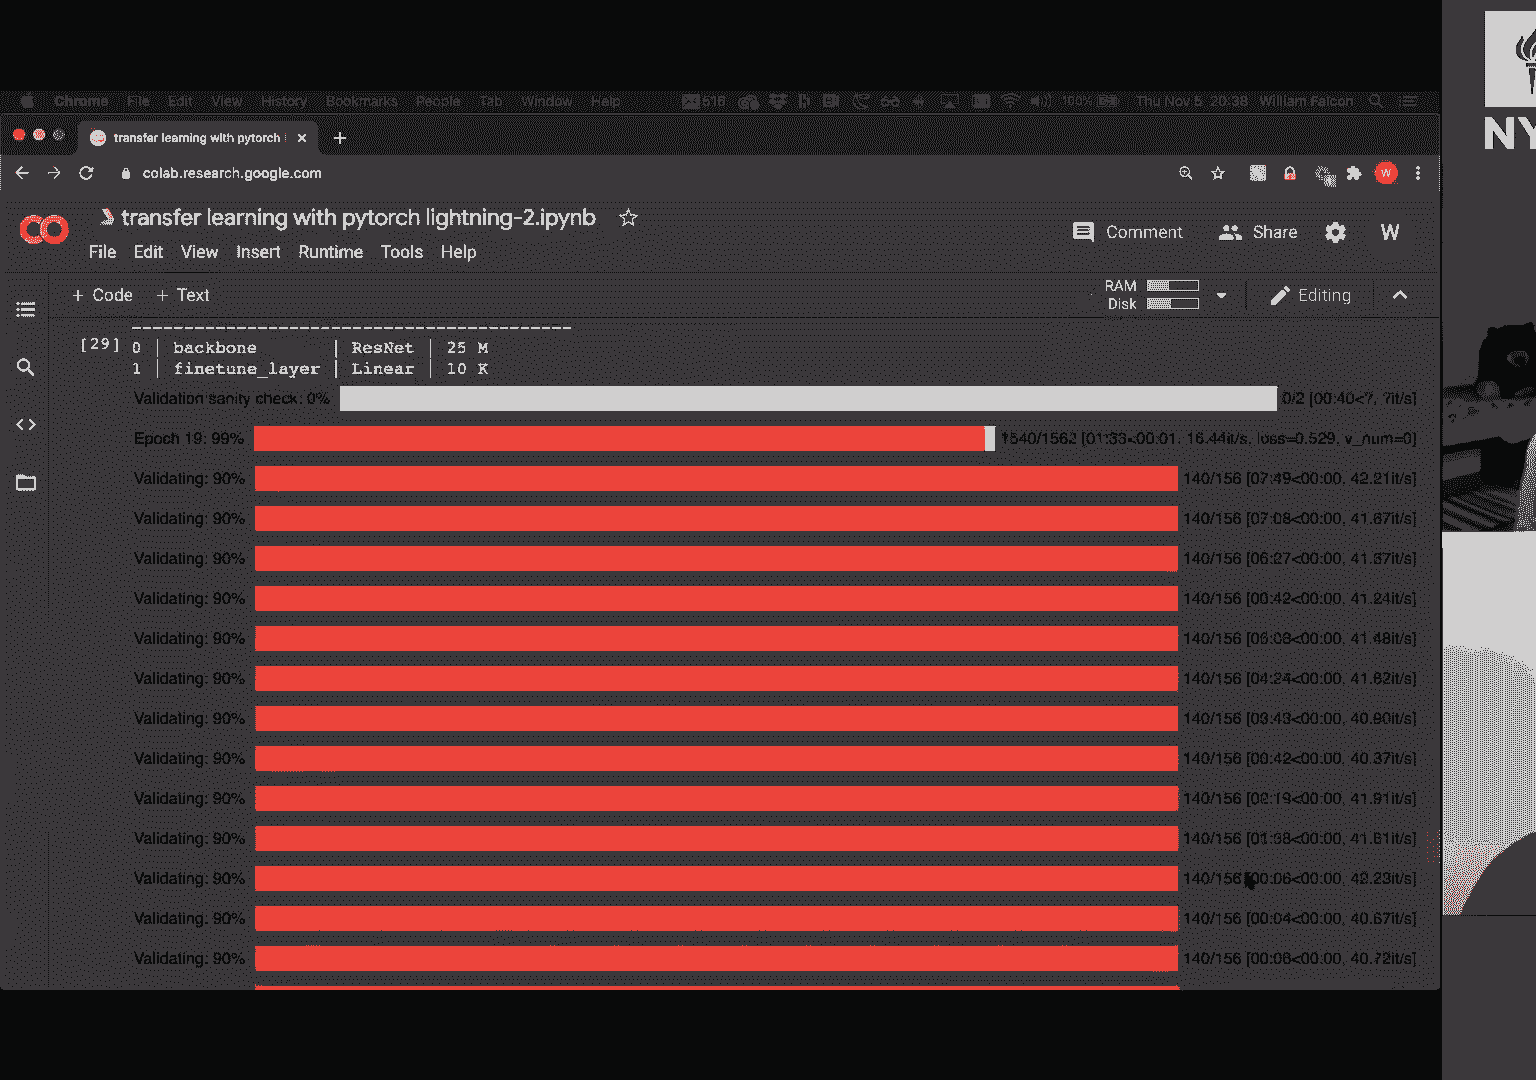 Chrome File Edit View History Bookmarks People Tab Window Help 516 100% Thu Nov 5 20:38 William Falcon
transfer learning with pytorch
colab.research.google.com
W
NY
transfer learning with pytorch lightning-2.ipynb
File Edit View Insert Runtime Tools Help
Comment Share W
+ Code + Text
RAM
Disk
Editing
[29] 0 | backbone | ResNet | 25 M
1 | finetune_layer | Linear | 10 K
Validation sanity check: 0% 0/2 [00:40<?, ?it/s]
Epoch 19: 99% 1540/1562 [01:33<00:01, 16.44it/s, loss=0.529, v_num=0]
Validating: 90% 140/156 [07:49<00:00, 42.21it/s]
Validating: 90% 140/156 [07:08<00:00, 41.67it/s]
Validating: 90% 140/156 [06:27<00:00, 41.37it/s]
Validating: 90% 140/156 [00:42<00:00, 41.24it/s]
Validating: 90% 140/156 41.48it/s]
Validating: 90% 140/156 [04:24<00:00, 41.62it/s]
Validating: 90% 140/156 [03:43<00:00, 40.90it/s]
Validating: 90% 140/156 [00:42<00:00, 40.37it/s]
Validating: 90% 140/156 [02:19<00:00, 41.91it/s]
Validating: 90% 140/156 [01:38<00:00, 41.61it/s]
Validating: 90% 140/156 [00:06<00:00, 42.23it/s]
Validating: 90% 140/156 [00:04<00:00, 40.67it/s]
Validating: 90% 140/156 [00:06<00:00, 40.72it/s]